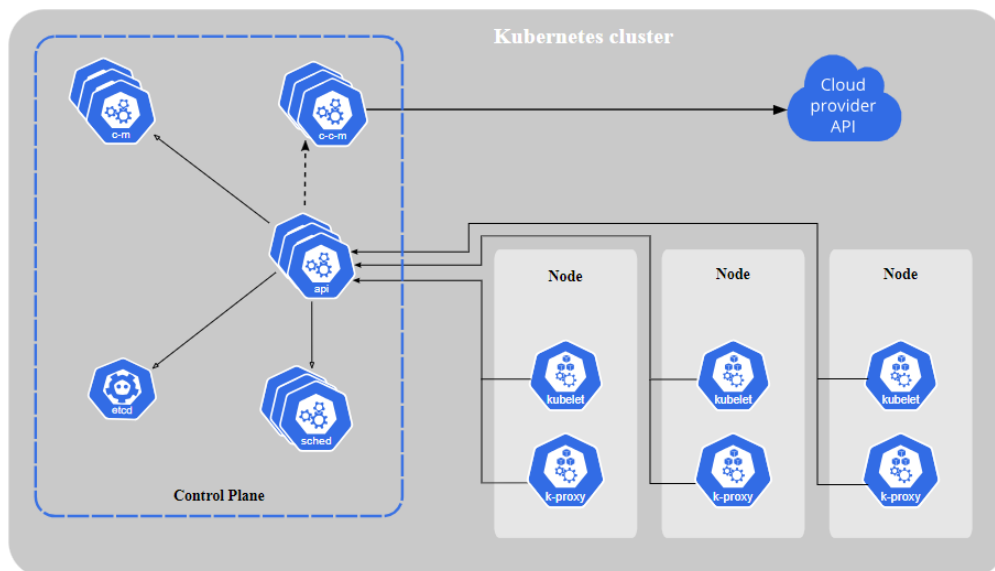 Kubernetes cluster
c-m
c-c-m
Cloud
provider
API
api
Node
Node
Node
etcd
sched
kubelet
kubelet
kubelet
k-proxy
k-proxy
k-proxy
Control Plane